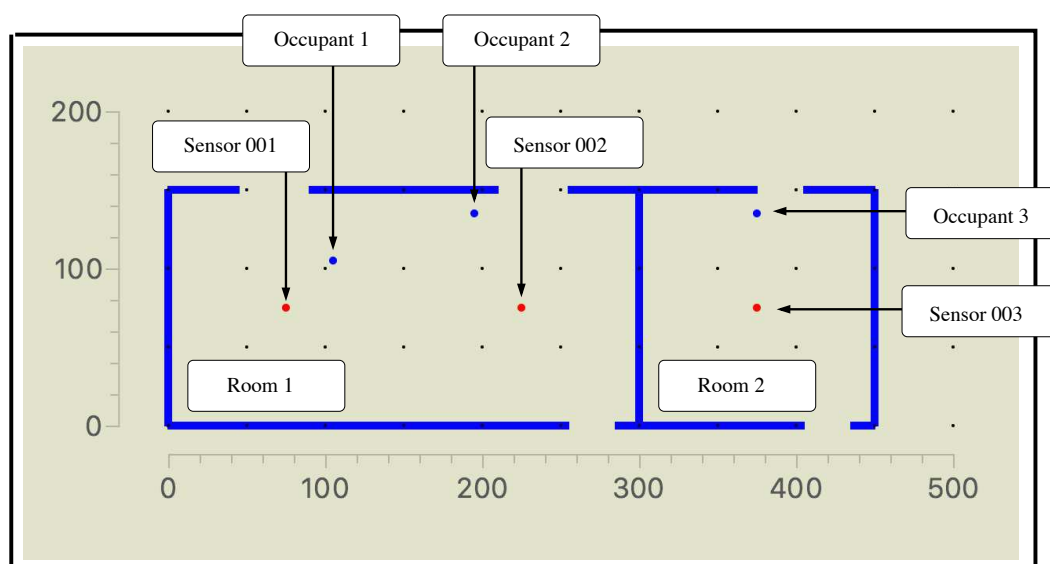 Occupant 1
Occupant 2
200
Sensor 001
Sensor 002
Occupant 3
100
Sensor 003
Room 1
Room 2
0
0
100
200
300
400
500